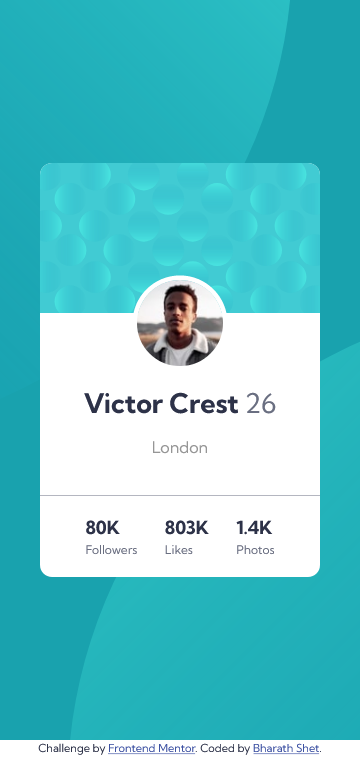 Victor Crest 26
London
80K 803K 1.4K
Followers Likes Photos
Challenge by Frontend Mentor. Coded by Bharath Shet.